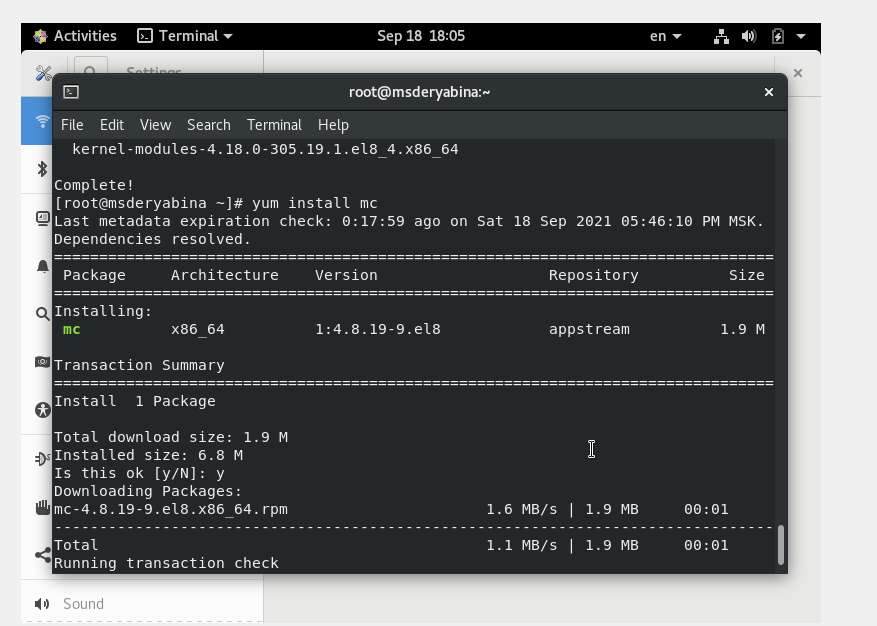 Activities Terminal Sep 18 18:05 en
Settings
root@msderyabina:~
File Edit View Search Terminal Help
kernel-modules-4.18.0-305.19.1.el8_4.x86_64
Complete!
[root@msderyabina ~]# yum install mc
Last metadata expiration check: 0:17:59 ago on Sat 18 Sep 2021 05:46:10 PM MSK.
Dependencies resolved.
================================================================================
Package Architecture Version Repository Size
================================================================================
Installing:
mc x86_64 1:4.8.19-9.el8 appstream 1.9 M
Transaction Summary
================================================================================
Install 1 Package
Total download size: 1.9 M
Installed size: 6.8 M
Is this ok [y/N]: y
Downloading Packages:
mc-4.8.19-9.el8.x86_64.rpm 1.6 MB/s | 1.9 MB 00:01
--------------------------------------------------------------------------------
Total 1.1 MB/s | 1.9 MB 00:01
Running transaction check
Sound